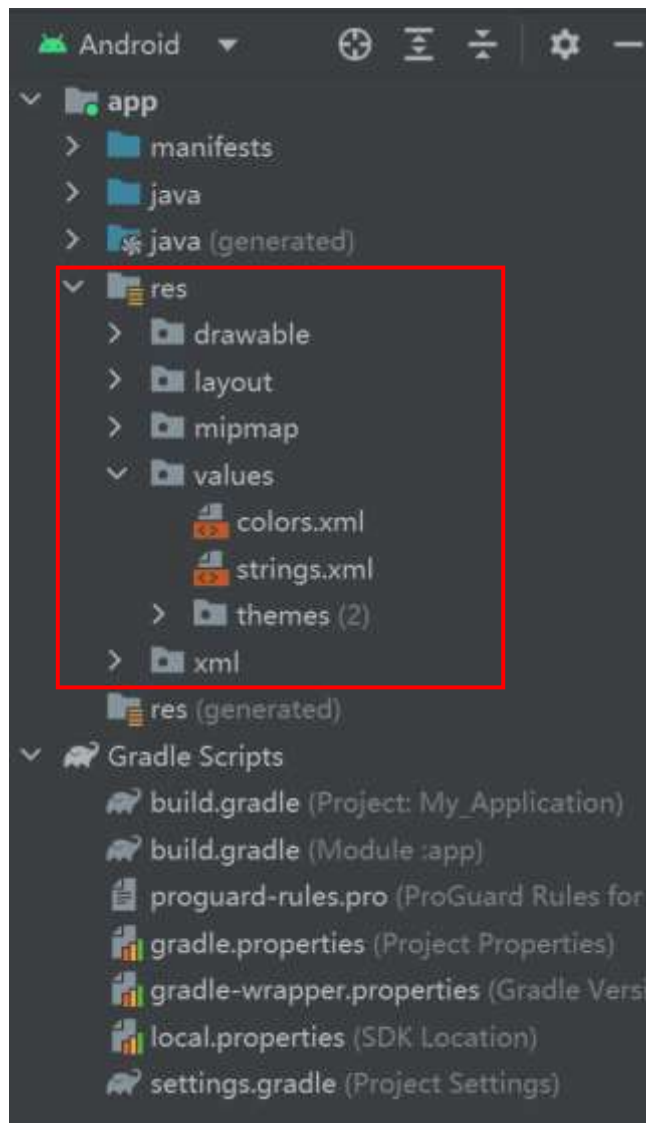 Android
app
manifests
java
java (generated)
res
drawable
layout
mipmap
values
colors.xml
strings.xml
themes (2)
xml
res (generated)
Gradle Scripts
build.gradle (Project: My_Application)
build.gradle (Module :app)
proguard-rules.pro (ProGuard Rules for
gradle.properties (Project Properties)
gradle-wrapper.properties (Gradle Versi
local.properties (SDK Location)
settings.gradle (Project Settings)